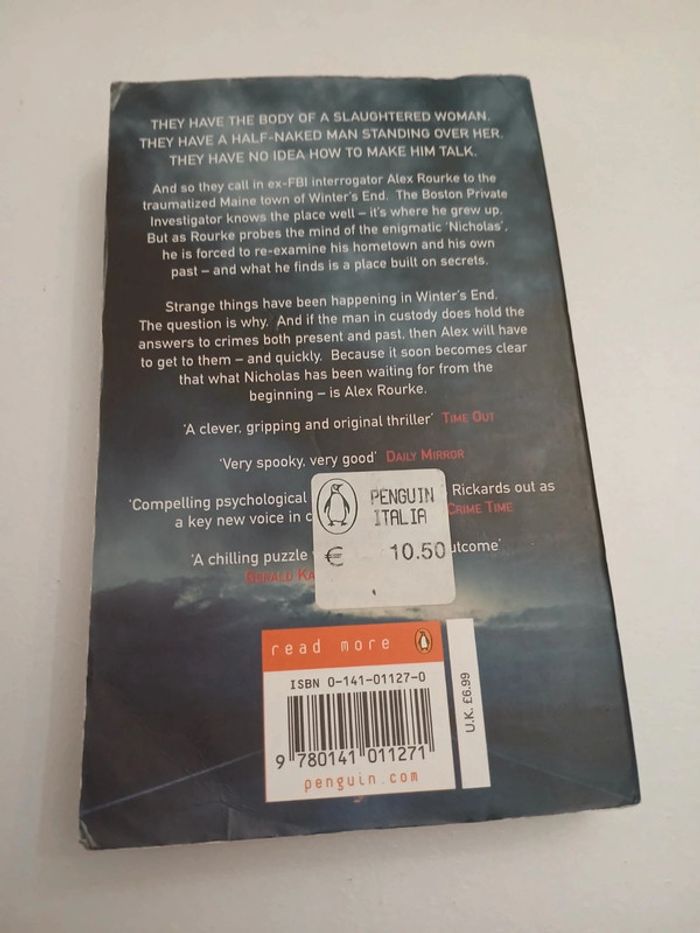 THEY HAVE THE BODY OF A SLAUGHTERED WOMAN.
THEY HAVE A HALF-NAKED MAN STANDING OVER HER.
THEY HAVE NO IDEA HOW TO MAKE HIM TALK.
And so they call in ex-FBI interrogator Alex Rourke to the
traumatized Maine town of Winter's End. The Boston Private
Investigator knows the place well – it's where he grew up.
But as Rourke probes the mind of the enigmatic 'Nicholas',
he is forced to re-examine his hometown and his own
past – and what he finds is a place built on secrets.
Strange things have been happening in Winter's End.
The question is why. And if the man in custody does hold the
answers to crimes both present and past, then Alex will have
to get to them – and quickly. Because it soon becomes clear
that what Nicholas has been waiting for from the
beginning – is Alex Rourke.
'A clever, gripping and original thriller' TIME OUT
'Very spooky, very good' DAILY MIRROR
'Compelling psychological Rickards out as
a key new voice in c CRIME TIME
'A chilling puzzle utcome'
GERALD KA
PENGUIN
ITALIA
€ 10.50
read more
ISBN 0-141-01127-0
9 780141 011271
penguin.com
U.K. £6.99